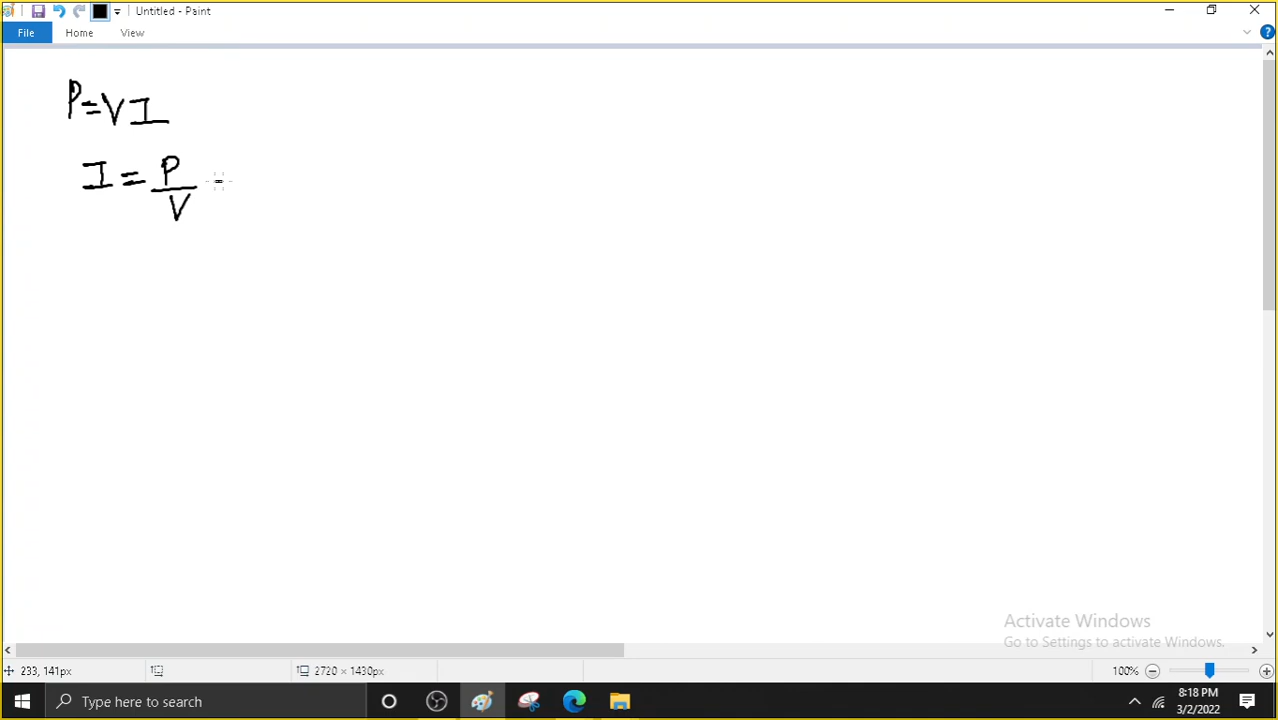 Untitled - Paint
File Home View
P=VI
I = P/V =
Activate Windows
Go to Settings to activate Windows.
233, 141px 2720 × 1430px 100%
Type here to search
8:18 PM
3/2/2022